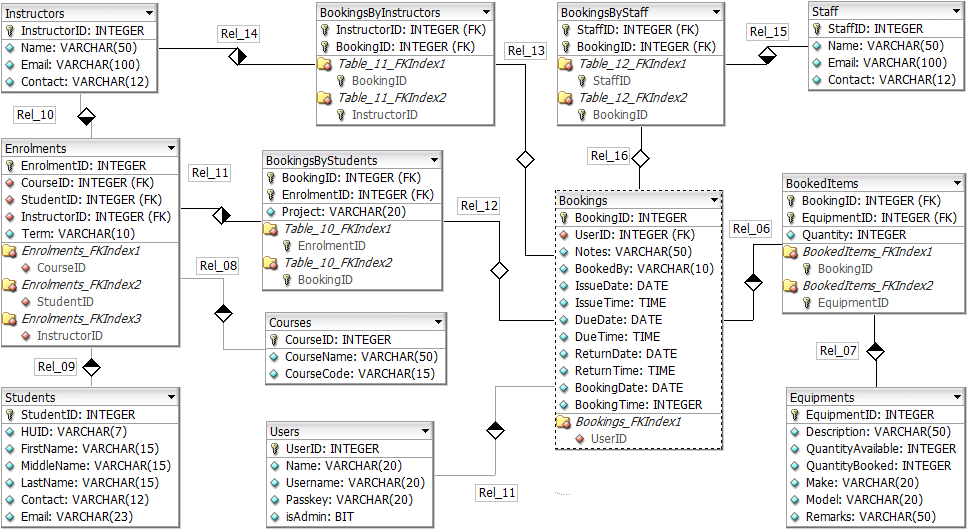 Instructors
InstructorID: INTEGER
Name: VARCHAR(50)
Email: VARCHAR(100)
Contact: VARCHAR(12)
Rel_14
BookingsByInstructors
InstructorID: INTEGER (FK)
BookingID: INTEGER (FK)
Table_11_FKIndex1
BookingID
Table_11_FKIndex2
InstructorID
Rel_13
BookingsByStaff
StaffID: INTEGER (FK)
BookingID: INTEGER (FK)
Table_12_FKIndex1
StaffID
Table_12_FKIndex2
BookingID
Rel_15
Staff
StaffID: INTEGER
Name: VARCHAR(50)
Email: VARCHAR(100)
Contact: VARCHAR(12)
Rel_10
Enrolments
EnrolmentID: INTEGER
CourseID: INTEGER (FK)
StudentID: INTEGER (FK)
InstructorID: INTEGER (FK)
Term: VARCHAR(10)
Enrolments_FKIndex1
CourseID
Enrolments_FKIndex2
StudentID
Enrolments_FKIndex3
InstructorID
Rel_11
BookingsByStudents
BookingID: INTEGER (FK)
EnrolmentID: INTEGER (FK)
Project: VARCHAR(20)
Table_10_FKIndex1
EnrolmentID
Table_10_FKIndex2
BookingID
Rel_12
Rel_16
Bookings
BookingID: INTEGER
UserID: INTEGER (FK)
Notes: VARCHAR(50)
BookedBy: VARCHAR(10)
IssueDate: DATE
IssueTime: TIME
DueDate: DATE
DueTime: TIME
ReturnDate: DATE
ReturnTime: TIME
BookingDate: DATE
BookingTime: INTEGER
Bookings_FKIndex1
UserID
Rel_06
BookedItems
BookingID: INTEGER (FK)
EquipmentID: INTEGER (FK)
Quantity: INTEGER
BookedItems_FKIndex1
BookingID
BookedItems_FKIndex2
EquipmentID
Rel_08
Courses
CourseID: INTEGER
CourseName: VARCHAR(50)
CourseCode: VARCHAR(15)
Rel_07
Rel_09
Students
StudentID: INTEGER
HUID: VARCHAR(7)
FirstName: VARCHAR(15)
MiddleName: VARCHAR(15)
LastName: VARCHAR(15)
Contact: VARCHAR(12)
Email: VARCHAR(23)
Users
UserID: INTEGER
Name: VARCHAR(20)
Username: VARCHAR(20)
Passkey: VARCHAR(20)
isAdmin: BIT
Rel_11
Equipments
EquipmentID: INTEGER
Description: VARCHAR(50)
QuantityAvailable: INTEGER
QuantityBooked: INTEGER
Make: VARCHAR(20)
Model: VARCHAR(20)
Remarks: VARCHAR(50)